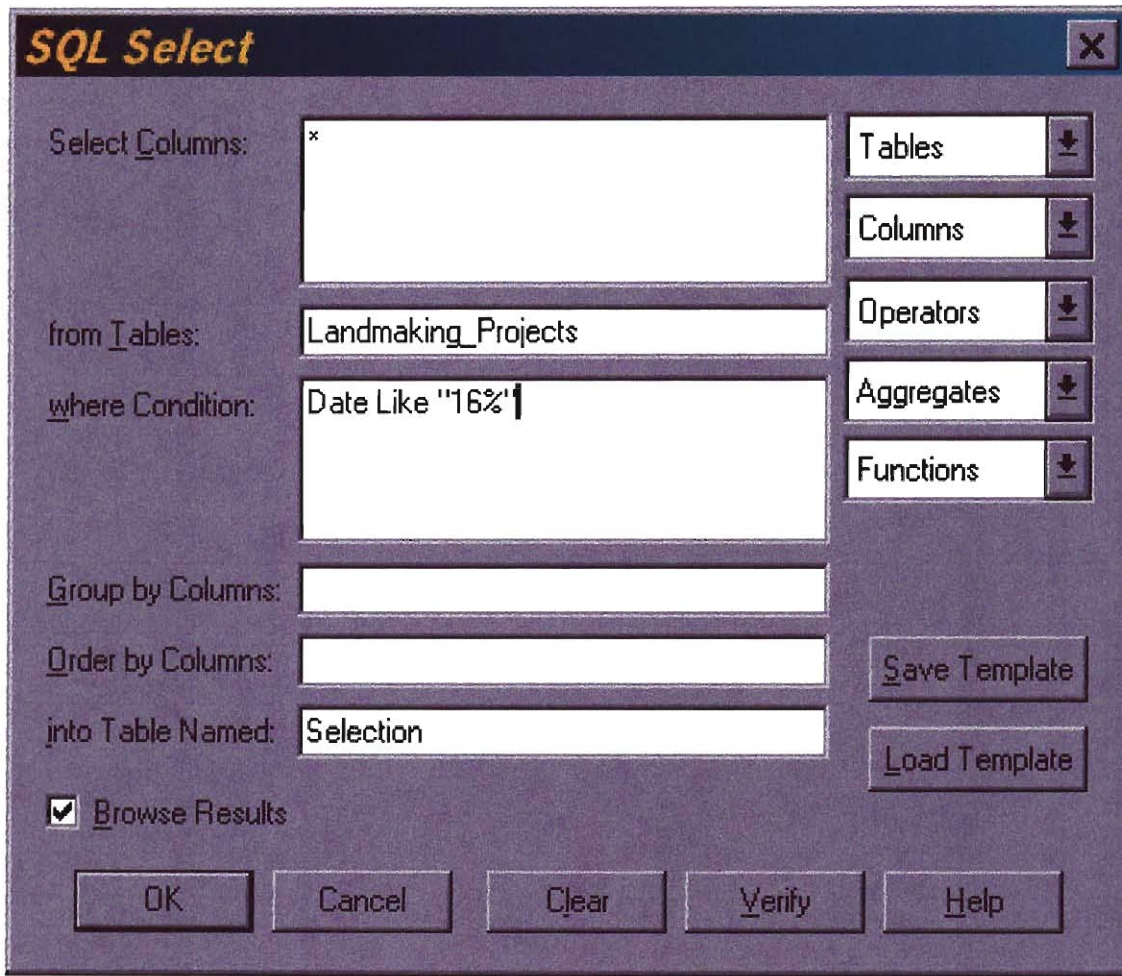 SQL Select
Select Columns:
*
Tables
Columns
from Tables:
Landmaking_Projects
Operators
where Condition:
Date Like "16%"
Aggregates
Functions
Group by Columns:
Order by Columns:
Save Template
into Table Named:
Selection
Load Template
Browse Results
OK
Cancel
Clear
Verify
Help